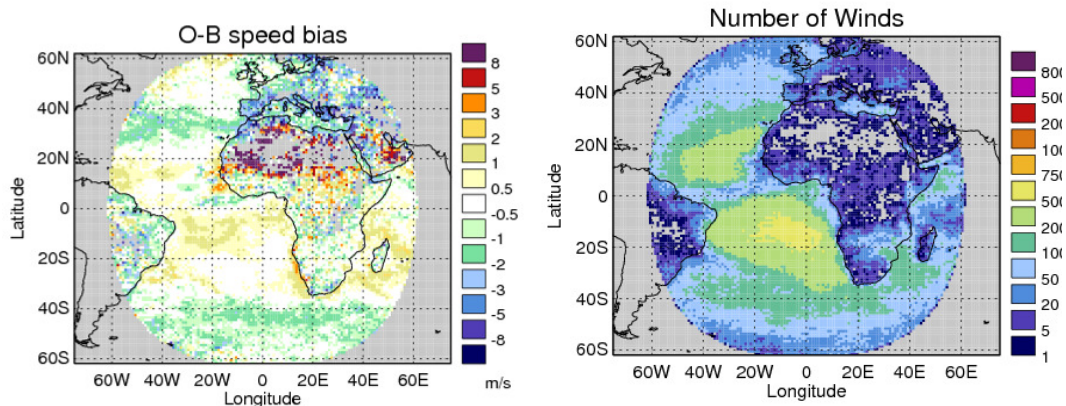 O-B speed bias
Latitude
60N
40N
20N
0
20S
40S
60S
60W 40W 20W 0 20E 40E 60E
Longitude
8
5
3
2
1
0.5
-0.5
-1
-2
-3
-5
-8
m/s
Number of Winds
Latitude
60N
40N
20N
0
20S
40S
60S
60W 40W 20W 0 20E 40E 60E
Longitude
800
500
200
100
750
500
200
100
50
20
5
1